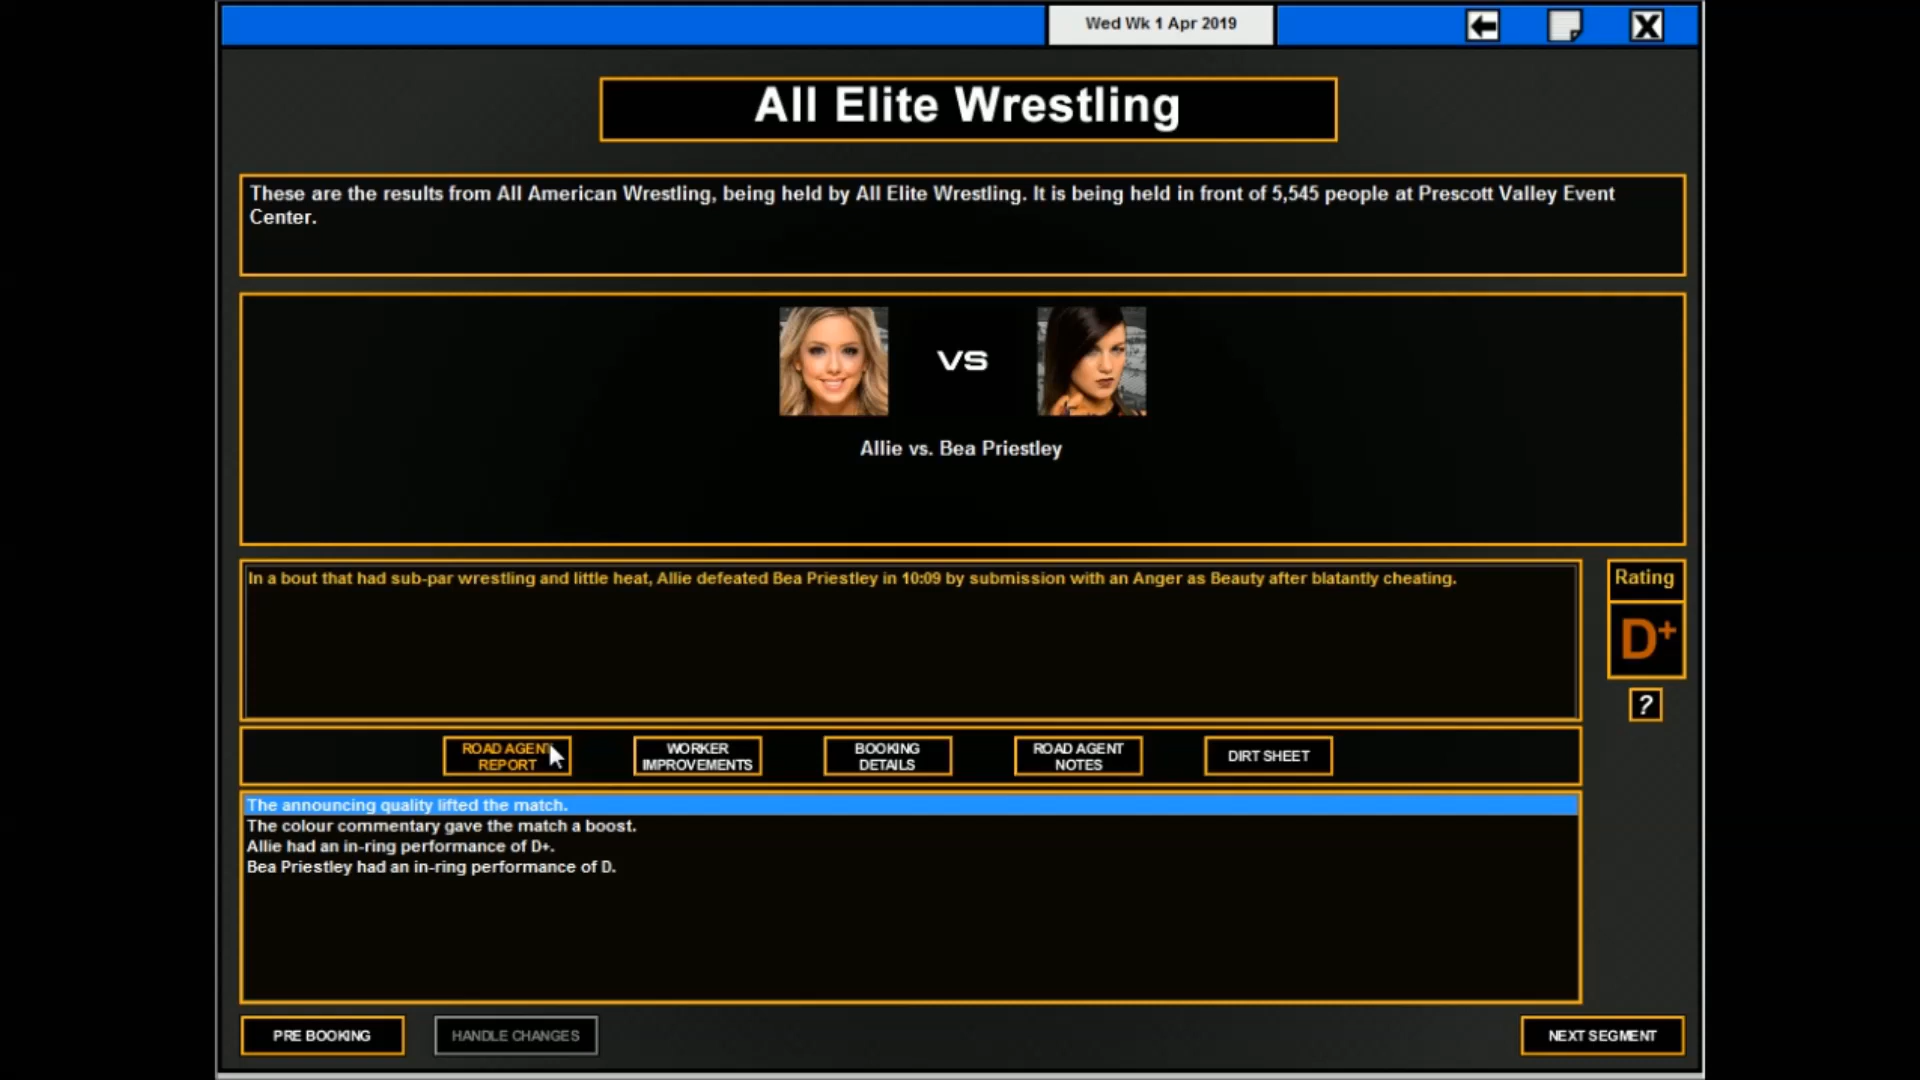 Wed Wk 1 Apr 2019
All Elite Wrestling
These are the results from All American Wrestling, being held by All Elite Wrestling. It is being held in front of 5,545 people at Prescott Valley Event
Center.
VS
Allie vs. Bea Priestley
In a bout that had sub-par wrestling and little heat, Allie defeated Bea Priestley in 10:09 by submission with an Anger as Beauty after blatantly cheating.
Rating
D+
?
ROAD AGENT
REPORT
WORKER
IMPROVEMENTS
BOOKING
DETAILS
ROAD AGENT
NOTES
DIRT SHEET
The announcing quality lifted the match.
The colour commentary gave the match a boost.
Allie had an in-ring performance of D+.
Bea Priestley had an in-ring performance of D.
PRE BOOKING
HANDLE CHANGES
NEXT SEGMENT